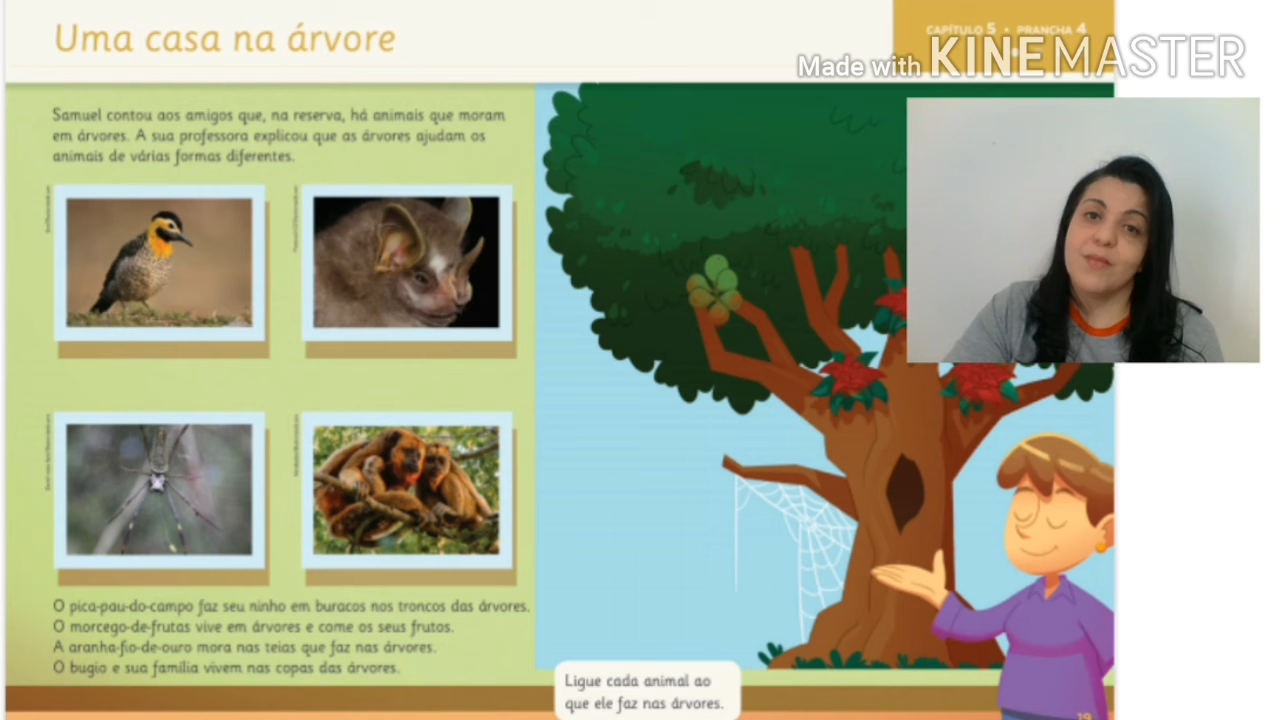 Uma casa na árvore
CAPÍTULO 5 • PRANCHA 4
Made with KINEMASTER
Samuel contou aos amigos que, na reserva, há animais que moram
em árvores. A sua professora explicou que as árvores ajudam os
animais de várias formas diferentes.
O pica-pau-do-campo faz seu ninho em buracos nos troncos das árvores.
O morcego-de-frutas vive em árvores e come os seus frutos.
A aranha-fio-de-ouro mora nas teias que faz nas árvores.
O bugio e sua família vivem nas copas das árvores.
Ligue cada animal ao
que ele faz nas árvores.
19